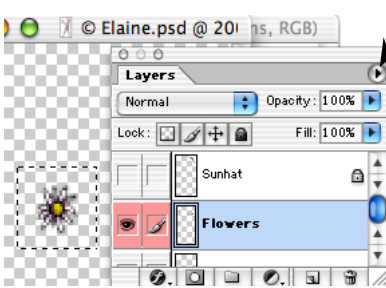 © Elaine.psd @ 20 ns, RGB)
Layers
Normal Opacity: 100%
Lock: Fill: 100%
Sunhat
Flowers